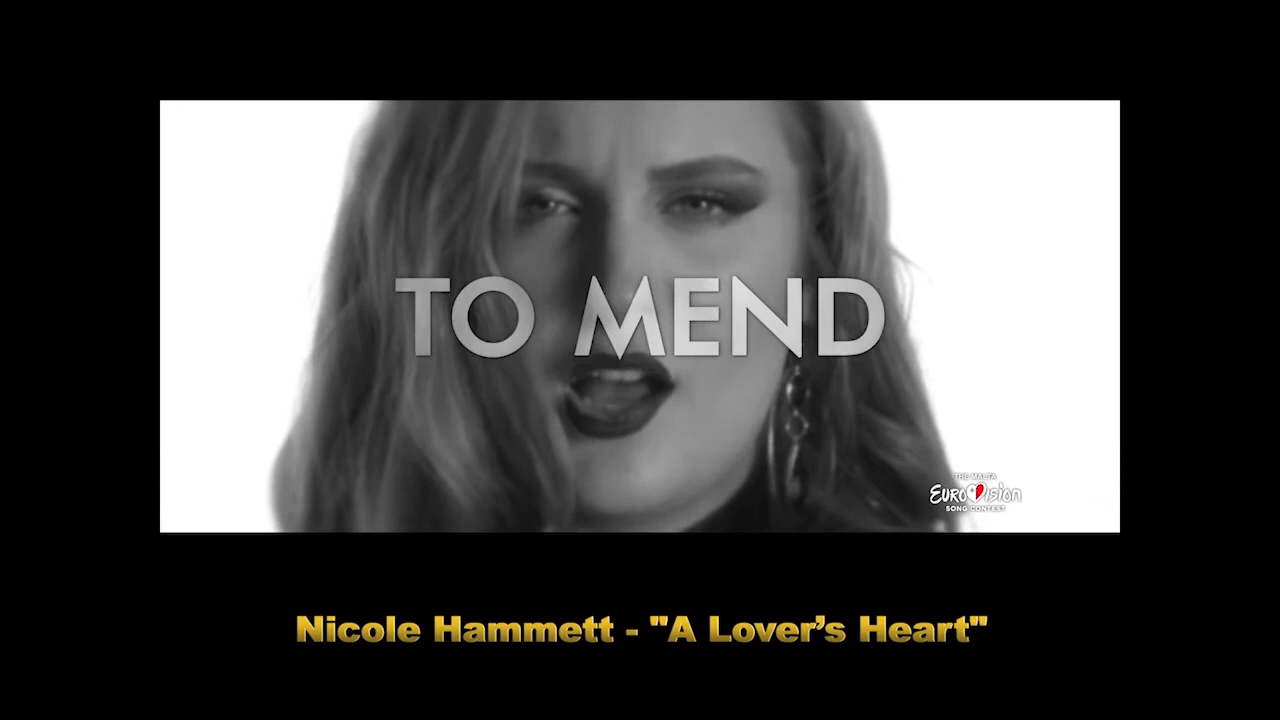 TO MEND
THE MALTA
EUROVISION
SONG CONTEST
Nicole Hammett - "A Lover’s Heart"